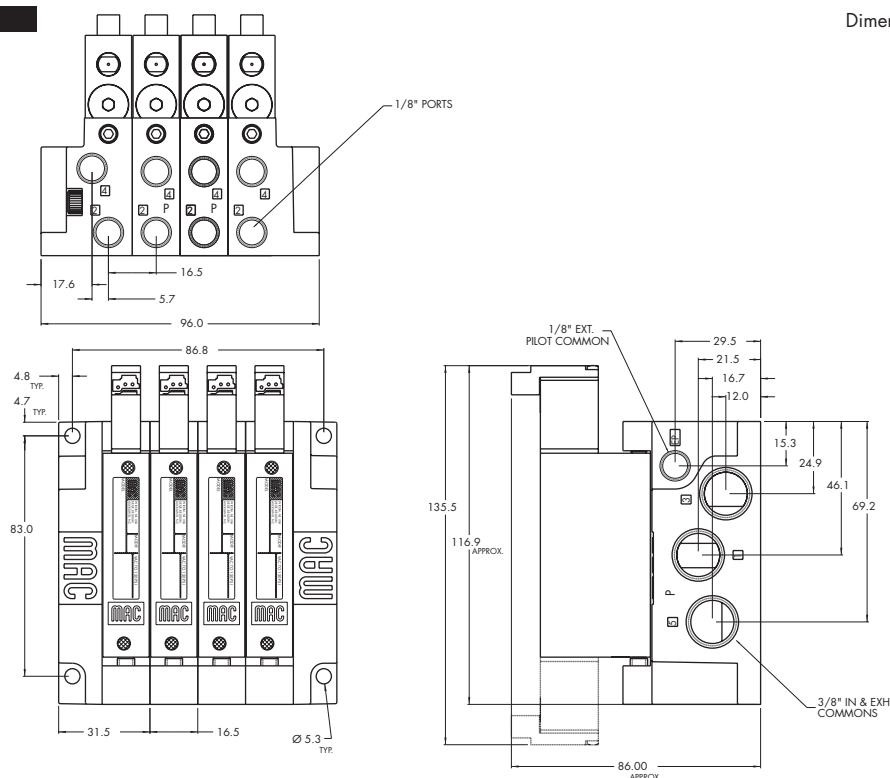 Dimen
1/8" PORTS
4
4
4
4
2
2
P
2
P
2
16.5
17.6
5.7
96.0
86.8
4.8
TYP.
4.7
TYP.
83.0
MAC
MAC
MAC
MAC
MAC
MAC
31.5
16.5
Ø 5.3
TYP.
1/8" EXT.
PILOT COMMON
29.5
21.5
16.7
12.0
15.3
24.9
46.1
69.2
135.5
116.9
APPROX.
EP
3
1
P
5
3/8" IN & EXH
COMMONS
86.00
APPROX